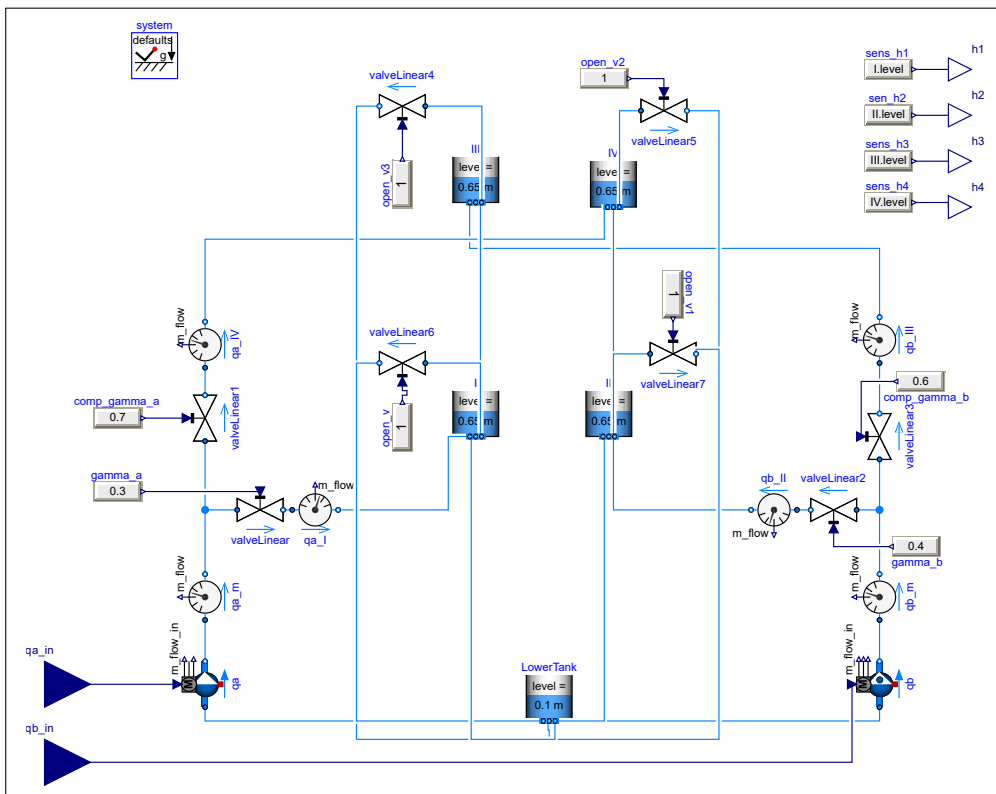 system
defaults
g
valveLinear4
open_v2
1
sens_h1
I.level
h1
sen_h2
II.level
h2
sens_h3
III.level
h3
sens_h4
IV.level
h4
valveLinear5
III
level =
0.65 m
IV
level =
0.65 m
open_v3
1
m_flow
qa_IV
valveLinear6
open_v1
1
valveLinear7
m_flow
qb_III
comp_gamma_a
0.7
valveLinear1
I
level =
0.65 m
open_v
1
level =
0.65 m
0.6
comp_gamma_b
valveLinear3
gamma_a
0.3
m_flow
valveLinear
qa_I
qb_II
valveLinear2
m_flow
0.4
gamma_b
m_flow
qa_m
m_flow
qb_m
qa_in
m_flow_in
M
qa
LowerTank
level =
0.1 m
m_flow_in
M
qb
qb_in